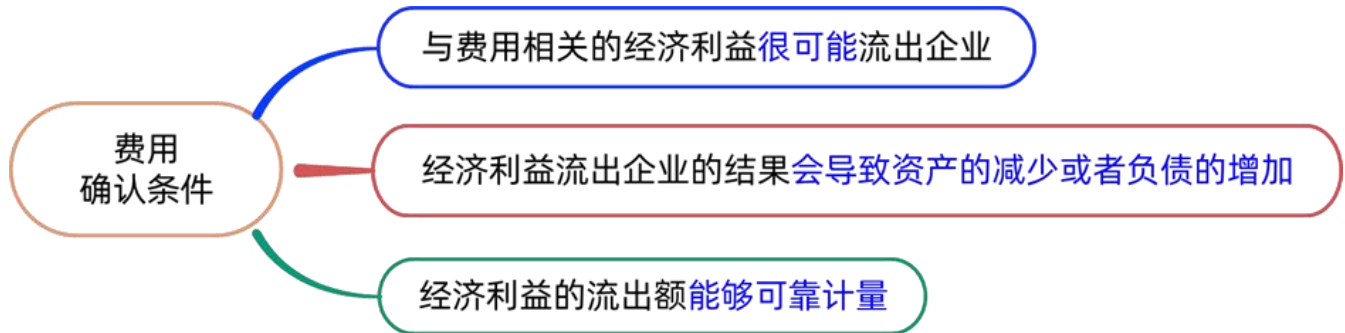 与费用相关的经济利益很可能流出企业
费用
确认条件
经济利益流出企业的结果会导致资产的减少或者负债的增加
经济利益的流出额能够可靠计量